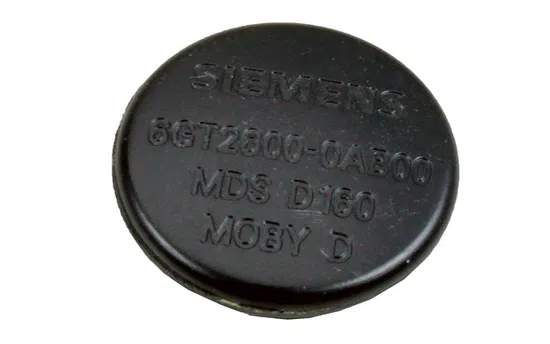 SIEMENS
6GT2600-0AB00
MDS D160
MOBY D